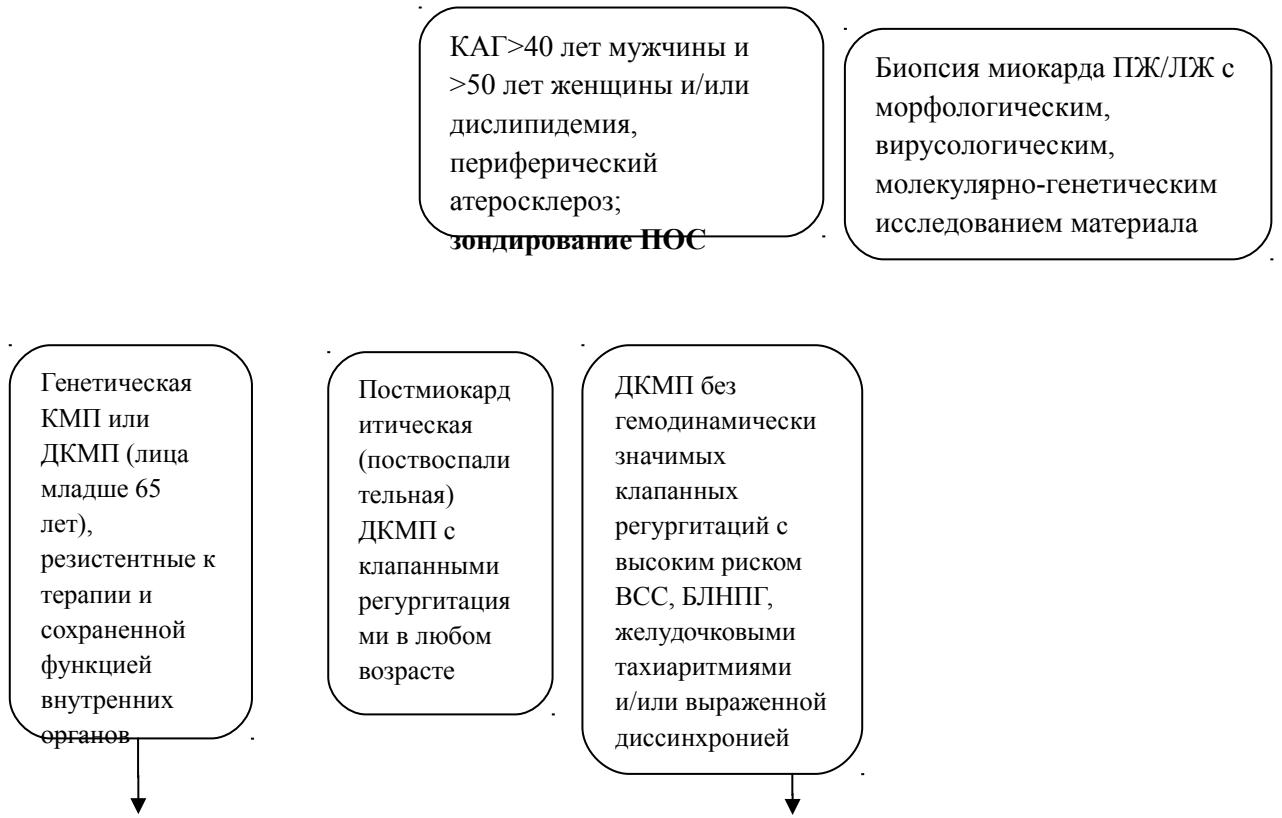 КАГ>40 лет мужчины и
>50 лет женщины и/или
дислипидемия,
периферический
атеросклероз;
зондирование ПОС
Биопсия миокарда ПЖ/ЛЖ с
морфологическим,
вирусологическим,
молекулярно-генетическим
исследованием материала
Генетическая
КМП или
ДКМП (лица
младше 65
лет),
резистентные к
терапии и
сохраненной
функцией
внутренних
органов
Постмиокард
итическая
(поствоспали
тельная)
ДКМП с
клапанными
регургитация
ми в любом
возрасте
ДКМП без
гемодинамически
значимых
клапанных
регургитаций с
высоким риском
ВСС, БЛНПГ,
желудочковыми
тахиаритмиями
и/или выраженной
диссинхронией